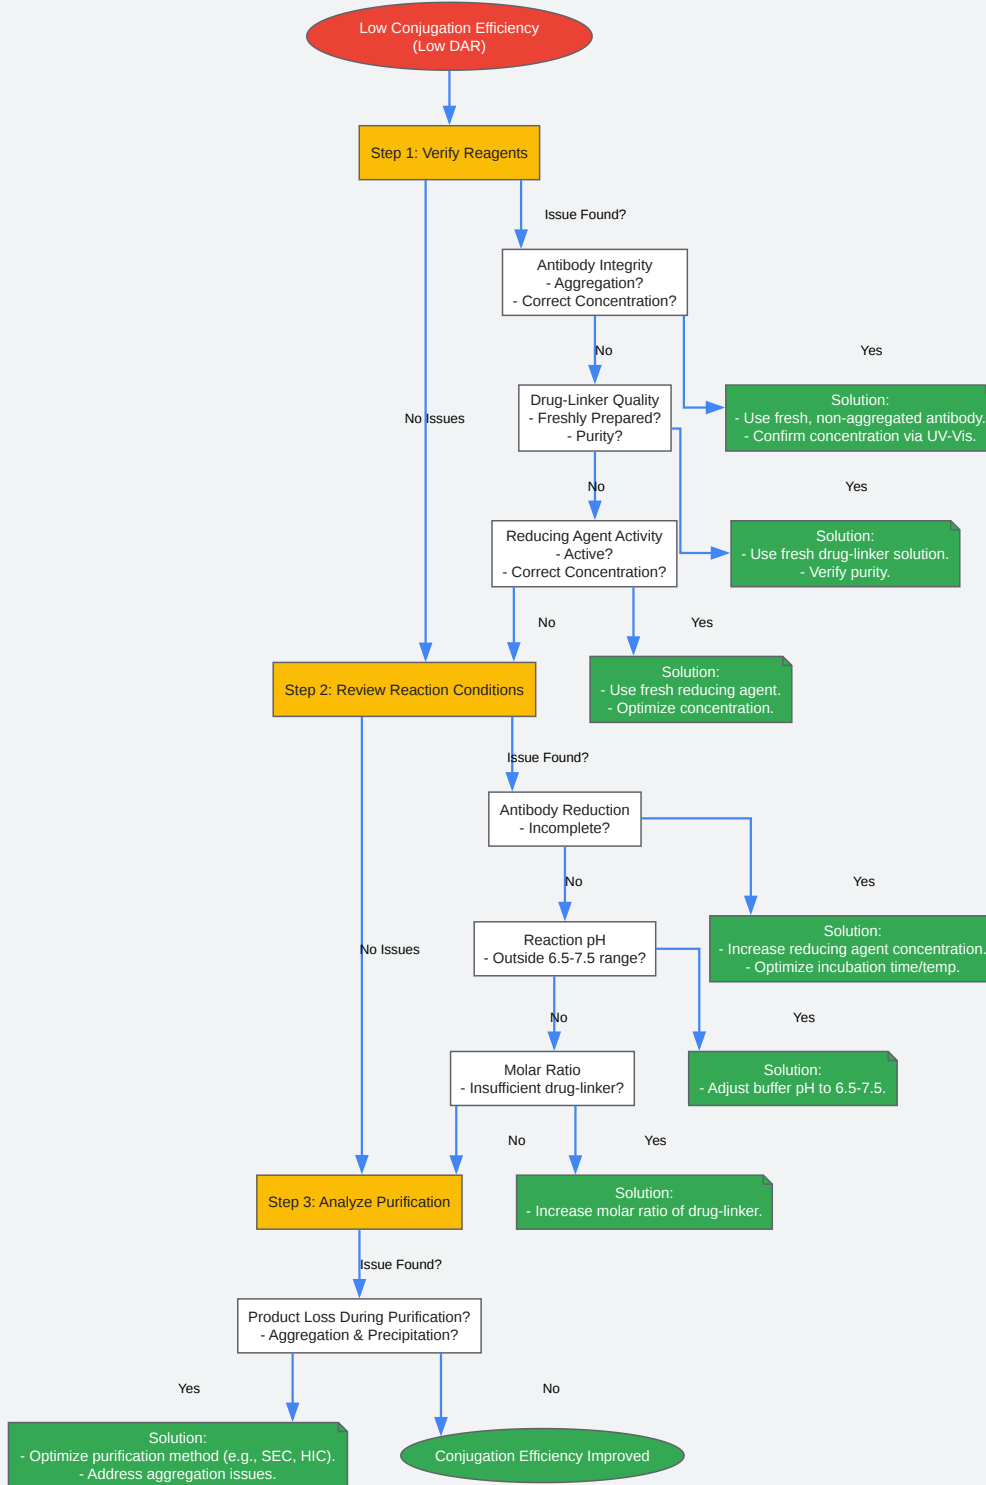 Low Conjugation Efficiency
(Low DAR)
Step 1: Verify Reagents
Issue Found?
Antibody Integrity
- Aggregation?
- Correct Concentration?
No
Yes
Drug-Linker Quality
- Freshly Prepared?
- Purity?
Solution:
- Use fresh, non-aggregated antibody.
- Confirm concentration via UV-Vis.
No Issues
No
Yes
Reducing Agent Activity
- Active?
- Correct Concentration?
Solution:
- Use fresh drug-linker solution.
- Verify purity.
No
Yes
Step 2: Review Reaction Conditions
Solution:
- Use fresh reducing agent.
- Optimize concentration.
Issue Found?
Antibody Reduction
- Incomplete?
No
Yes
Reaction pH
- Outside 6.5-7.5 range?
Solution:
- Increase reducing agent concentration.
- Optimize incubation time/temp.
No Issues
No
Yes
Molar Ratio
- Insufficient drug-linker?
Solution:
- Adjust buffer pH to 6.5-7.5.
No
Yes
Step 3: Analyze Purification
Solution:
- Increase molar ratio of drug-linker.
Issue Found?
Product Loss During Purification?
- Aggregation & Precipitation?
Yes
No
Solution:
- Optimize purification method (e.g., SEC, HIC).
- Address aggregation issues.
Conjugation Efficiency Improved